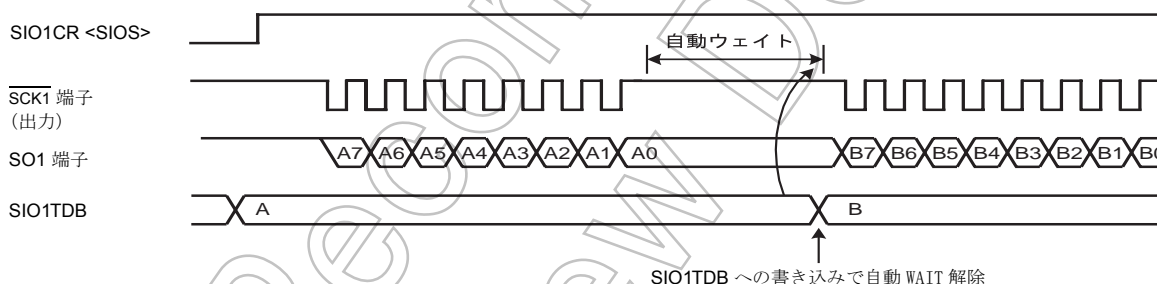 SIO1CR <SIOS>
自動ウェイト
SCK1 端子
(出力)
SO1 端子
A7 A6 A5 A4 A3 A2 A1 A0 B7 B6 B5 B4 B3 B2 B1 B0
SIO1TDB
A B
SIO1TDB への書き込みで自動 WAIT 解除